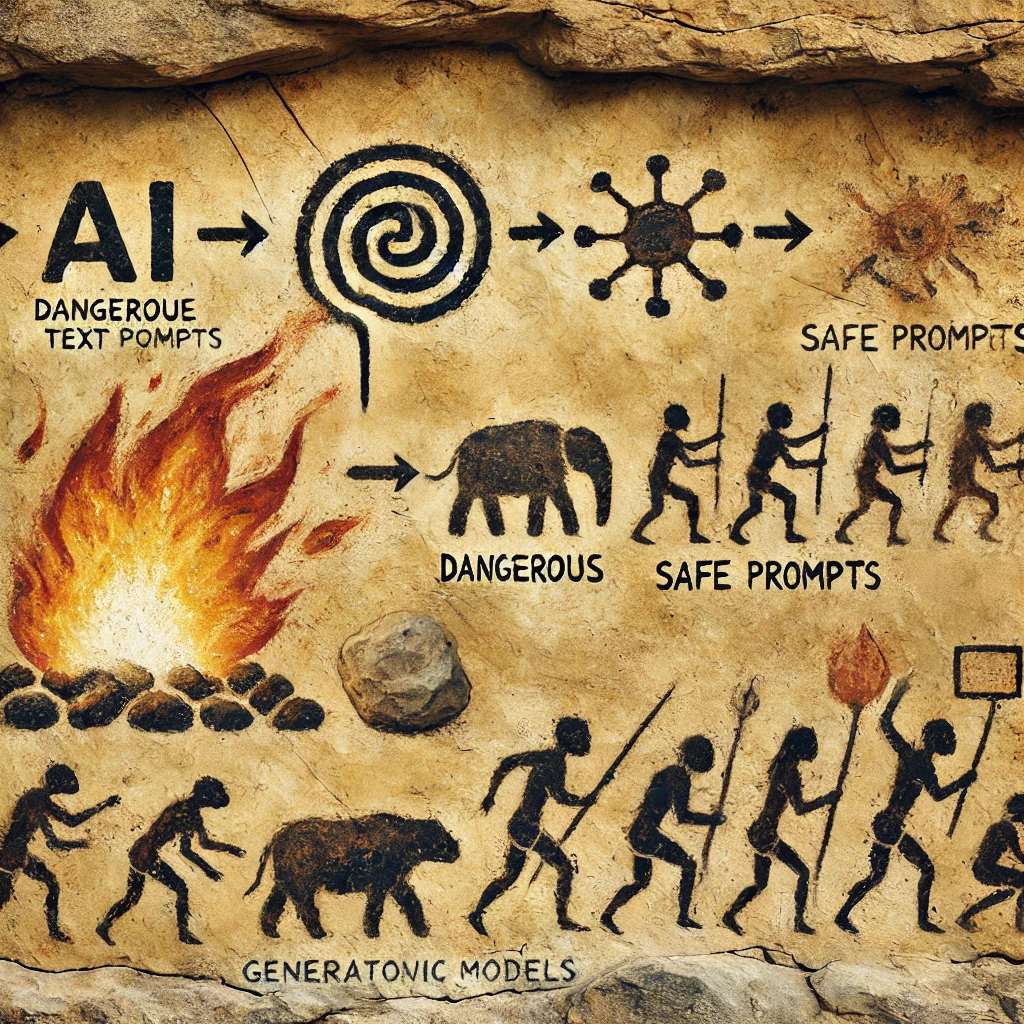 AI
DANGEROUE
TEXT POMPTS
SAFE PROMPTS
DANGEROUS
SAFE PROMPTS
GENERATOVIC MODELS